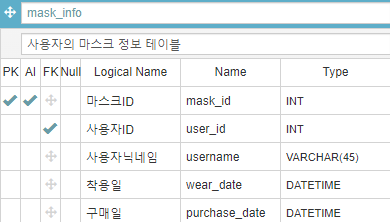 mask_info
사용자의 마스크 정보 테이블
PK AI FK Null Logical Name Name Type
마스크ID mask_id INT
사용자ID user_id INT
사용자닉네임 username VARCHAR(45)
착용일 wear_date DATETIME
구매일 purchase_date DATETIME